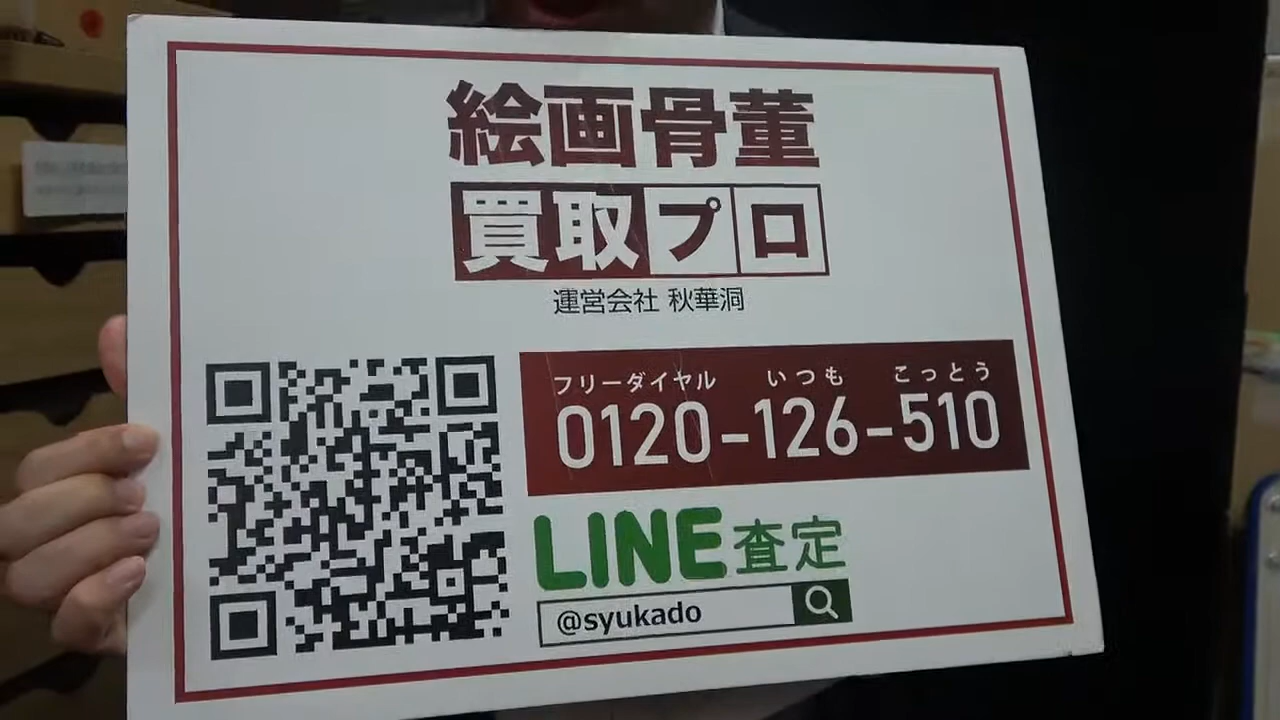 絵画骨董
買取プロ
運営会社 秋華洞
フリーダイヤル いつも こっとう
0120-126-510
LINE査定
@syukado